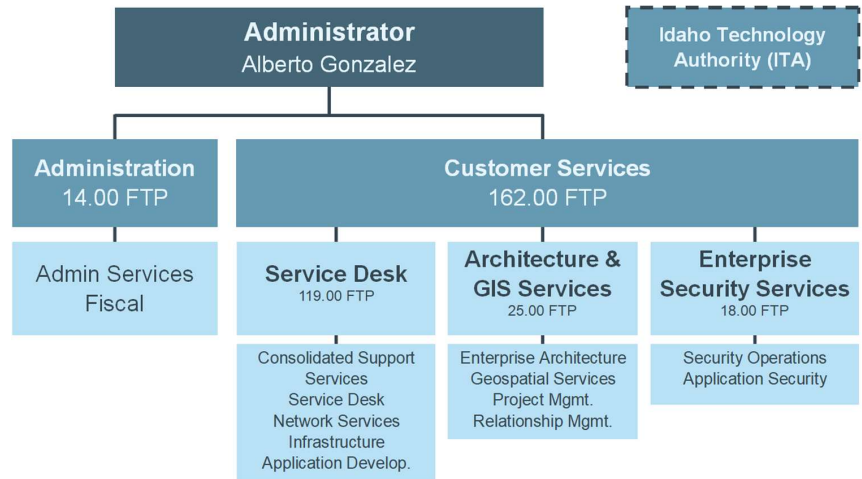 Administrator
Alberto Gonzalez
Idaho Technology
Authority (ITA)
Administration
14.00 FTP
Customer Services
162.00 FTP
Admin Services
Fiscal
Service Desk
119.00 FTP
Architecture &
GIS Services
25.00 FTP
Enterprise
Security Services
18.00 FTP
Consolidated Support
Services
Service Desk
Network Services
Infrastructure
Application Develop.
Enterprise Architecture
Geospatial Services
Project Mgmt.
Relationship Mgmt.
Security Operations
Application Security